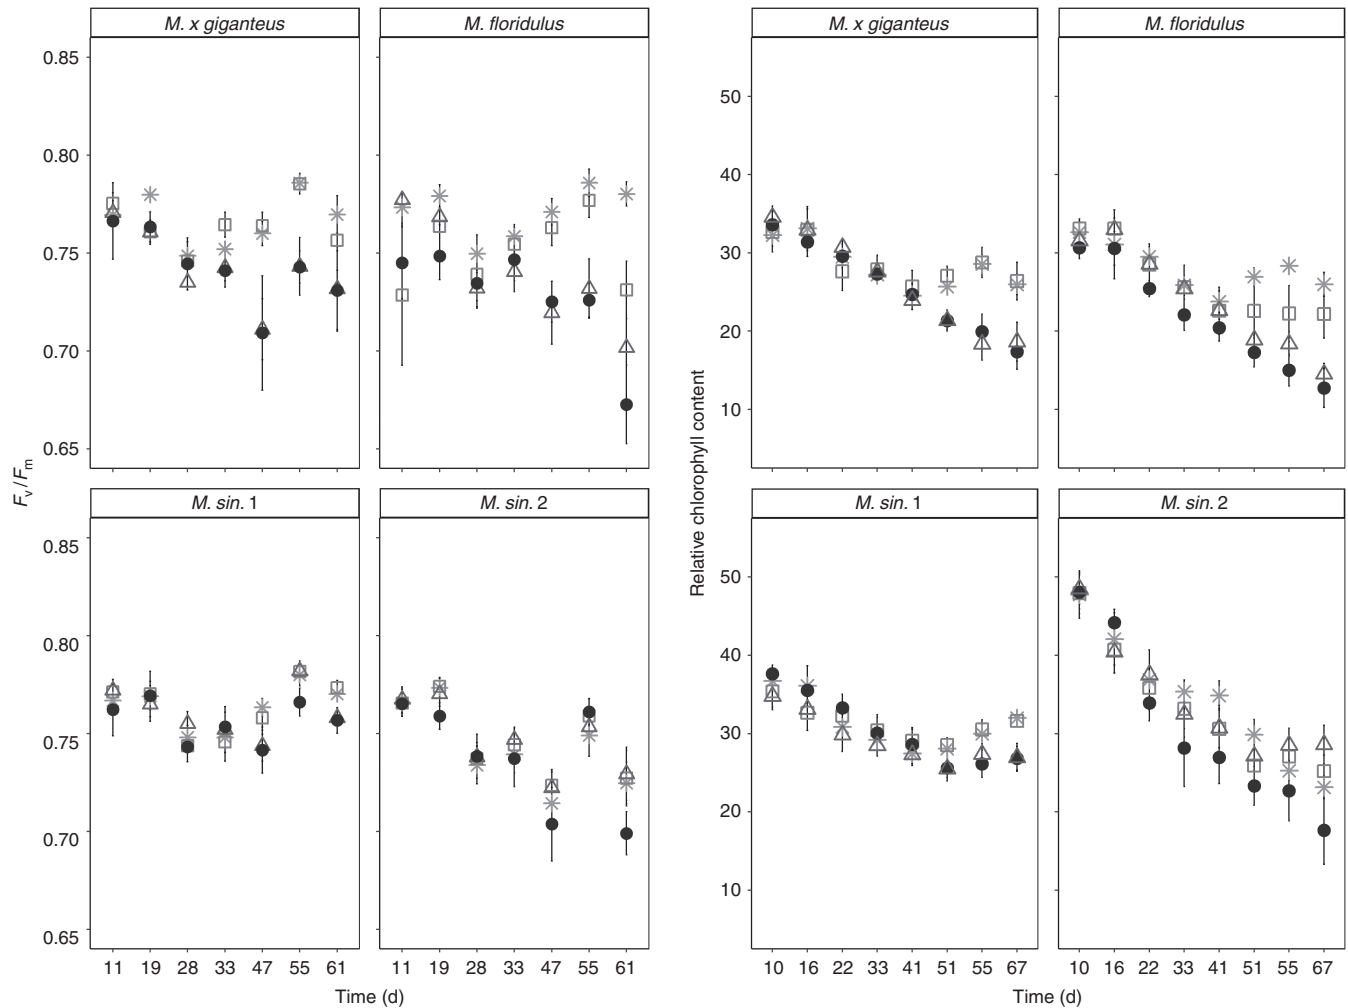 M. x giganteus M. floridulus
0.85
0.80
0.75
0.70
0.65
M. sin. 1 M. sin. 2
0.85
0.80
0.75
0.70
0.65
Fv/Fm
11 19 28 33 47 55 61 11 19 28 33 47 55 61
Time (d)
M. x giganteus M. floridulus
50
40
30
20
10
M. sin. 1 M. sin. 2
50
40
30
20
10
Relative chlorophyll content
10 16 22 33 41 51 55 67 10 16 22 33 41 51 55 67
Time (d)